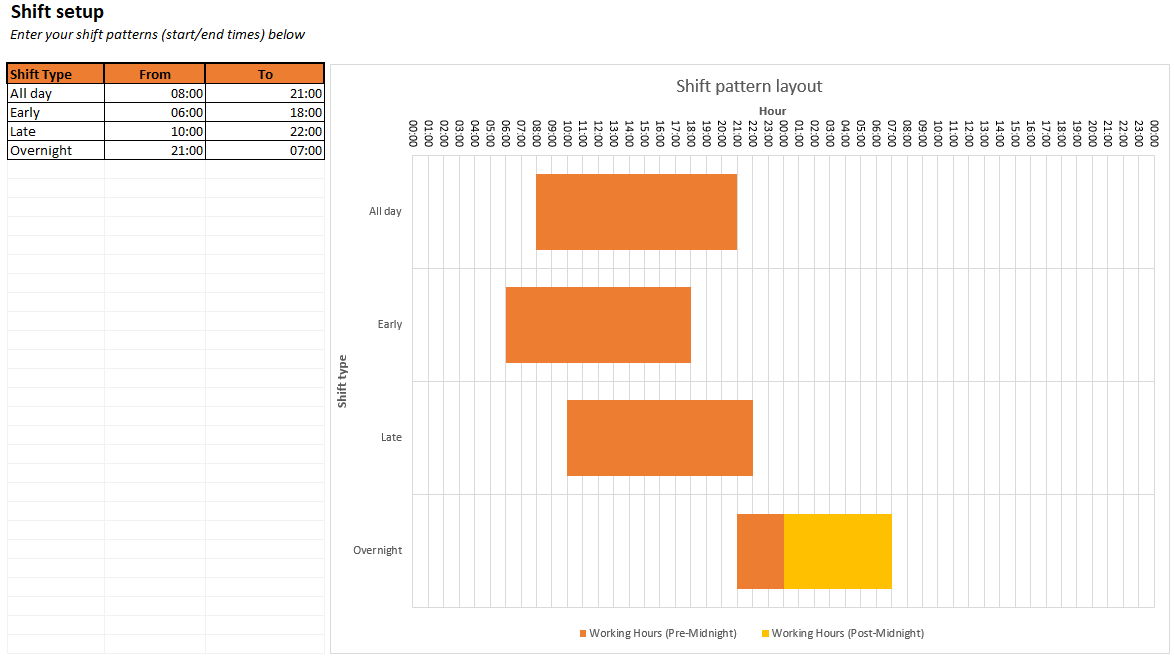 Shift setup
Enter your shift patterns (start/end times) below
Shift Type From To
All day 08:00 21:00
Early 06:00 18:00
Late 10:00 22:00
Overnight 21:00 07:00
Shift pattern layout
Hour
00:00 01:00 02:00 03:00 04:00 05:00 06:00 07:00 08:00 09:00 10:00 11:00 12:00 13:00 14:00 15:00 16:00 17:00 18:00 19:00 20:00 21:00 22:00 23:00 00:00 01:00 02:00 03:00 04:00 05:00 06:00 07:00 08:00 09:00 10:00 11:00 12:00 13:00 14:00 15:00 16:00 17:00 18:00 19:00 20:00 21:00 22:00 23:00 00:00
Shift type
All day
Early
Late
Overnight
Working Hours (Pre-Midnight) Working Hours (Post-Midnight)